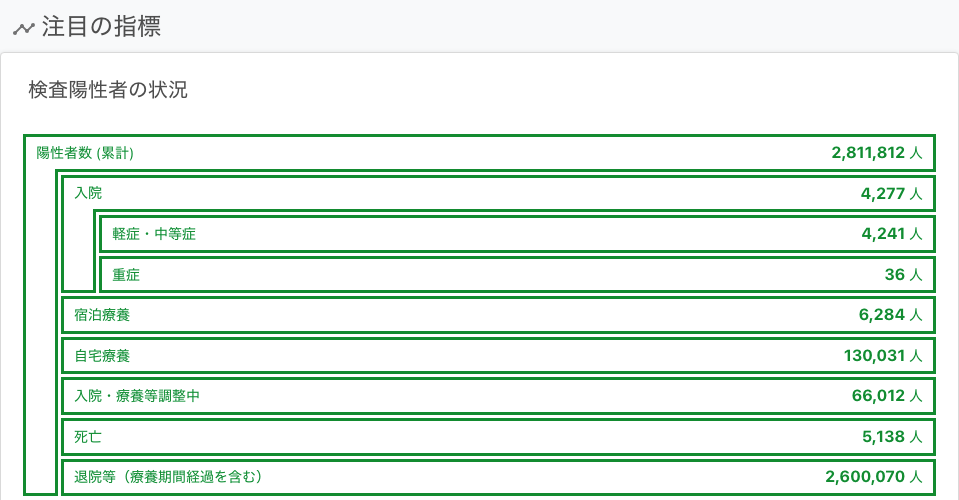 注目の指標
検査陽性者の状況
陽性者数 (累計) 2,811,812 人
入院 4,277 人
軽症・中等症 4,241 人
重症 36 人
宿泊療養 6,284 人
自宅療養 130,031 人
入院・療養等調整中 66,012 人
死亡 5,138 人
退院等（療養期間経過を含む） 2,600,070 人